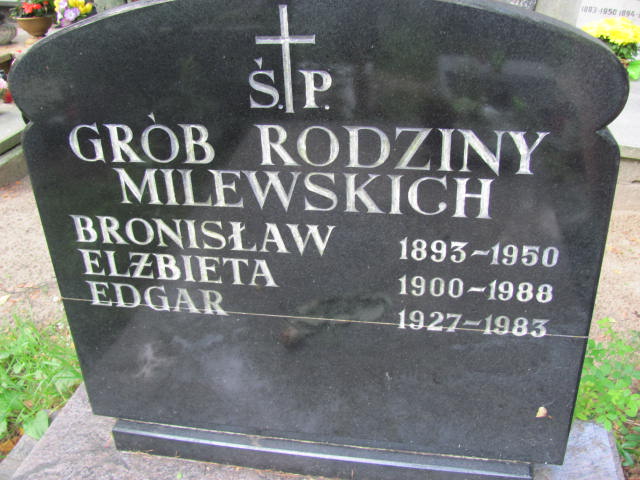 Ś.P.
GRÓB RODZINY
MILEWSKICH
BRONISŁAW 1893-1950
ELŻBIETA 1900-1988
EDGAR 1927-1983